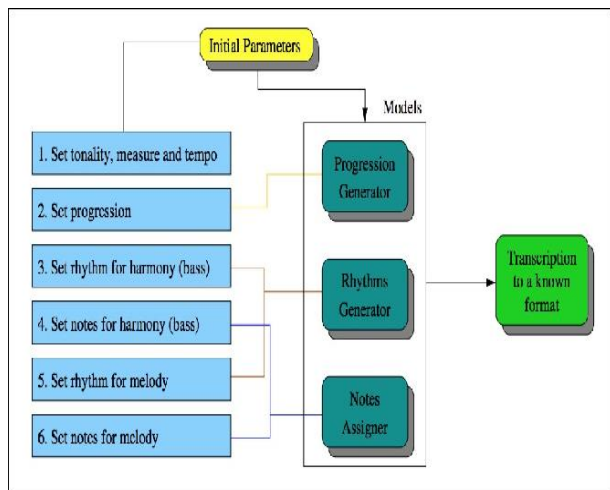 Initial Parameters
Models
1. Set tonality, measure and tempo
2. Set progression
3. Set rhythm for harmony (bass)
4. Set notes for harmony (bass)
5. Set rhythm for melody
6. Set notes for melody
Progression
Generator
Rhythms
Generator
Notes
Assigner
Transcription
to a known
format